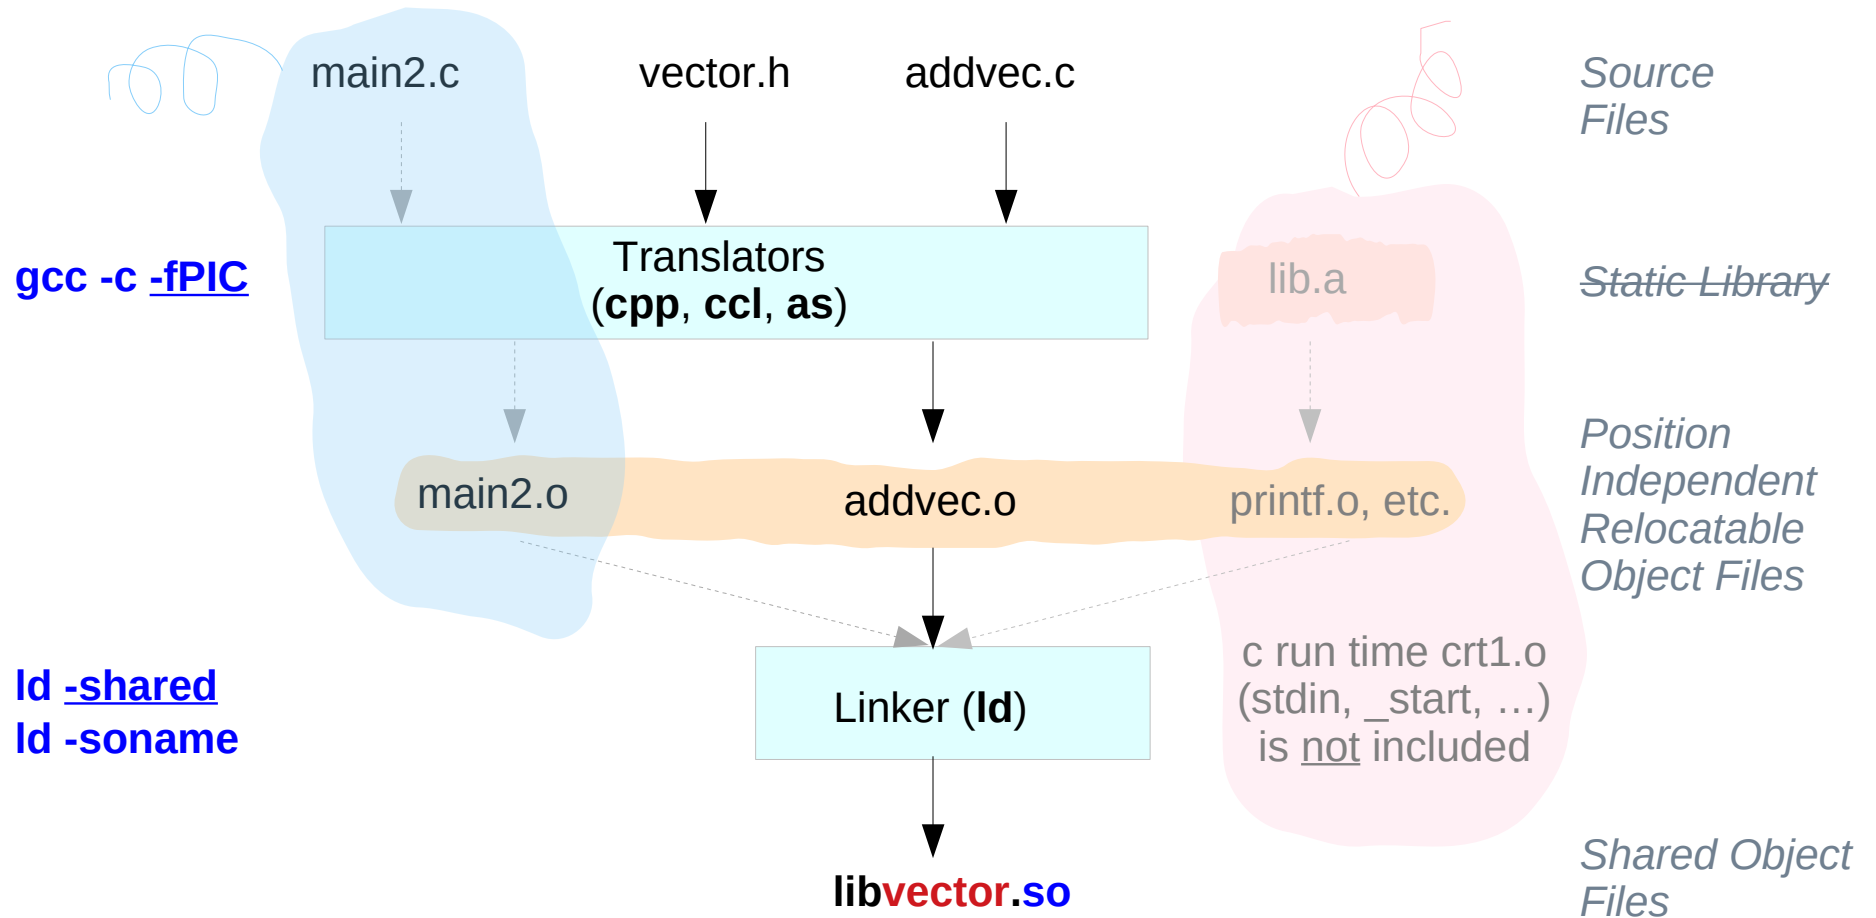 main2.c
vector.h
addvec.c
Source
Files
gcc -c -fPIC
Translators
(cpp, ccl, as)
lib.a
Static Library
main2.o
addvec.o
printf.o, etc.
Position
Independent
Relocatable
Object Files
ld -shared
ld -soname
Linker (ld)
c run time crt1.o
(stdin, _start, …)
is not included
libvector.so
Shared Object
Files